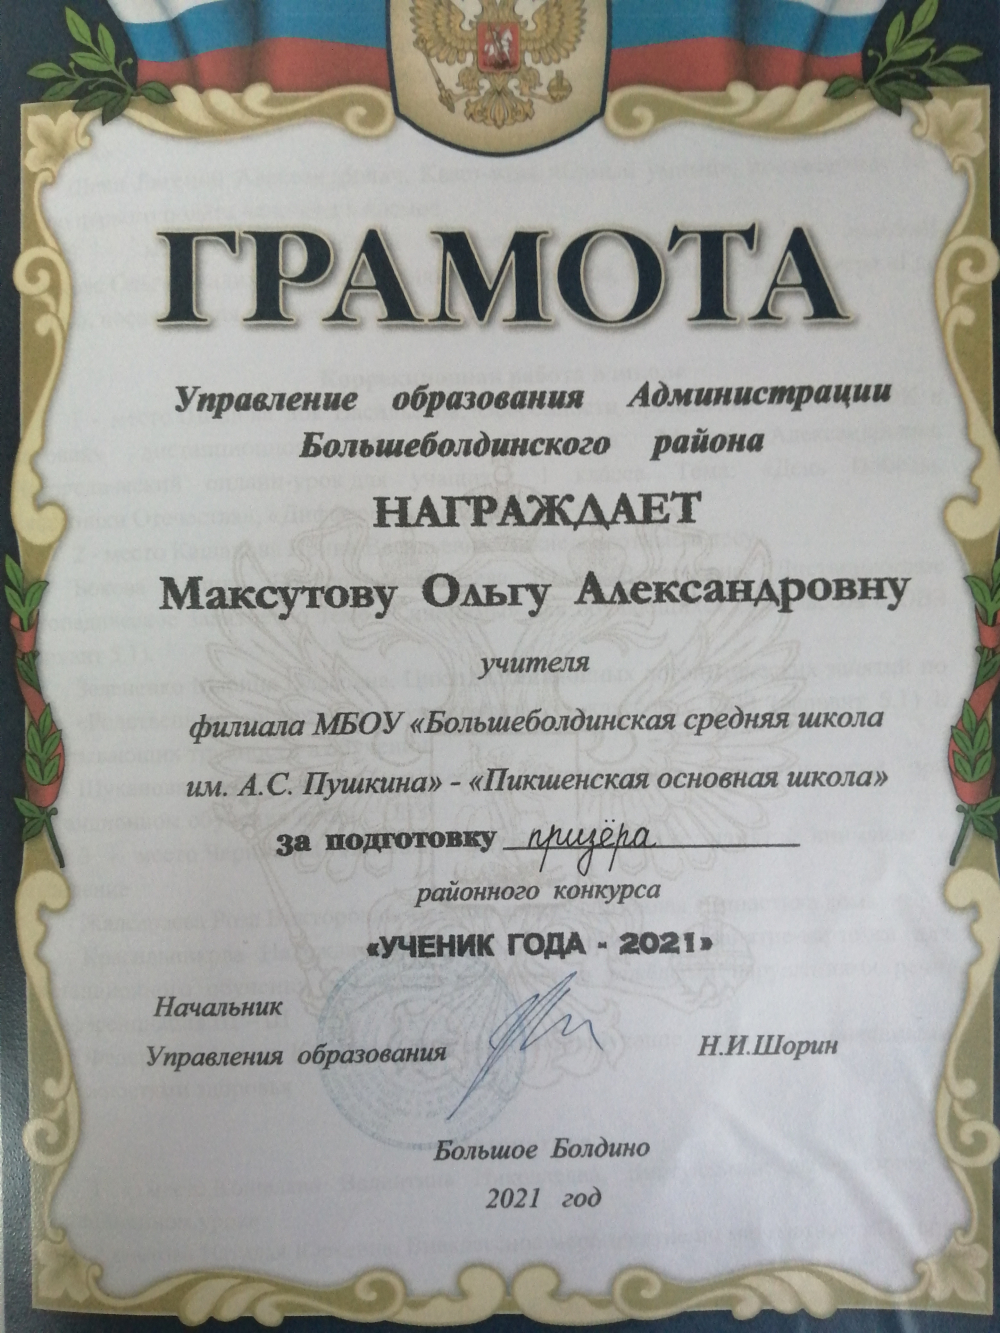 ГРАМОТА
Управление образования Администрации
Большеболдинского района
НАГРАЖДАЕТ
Максутову Ольгу Александровну
учителя
филиала МБОУ «Большеболдинская средняя школа
им. А.С. Пушкина» - «Пикшенская основная школа»
за подготовку призёра
районного конкурса
«УЧЕНИК ГОДА - 2021»
Начальник
Управления образования Н.И.Шорин
Большое Болдино
2021 год